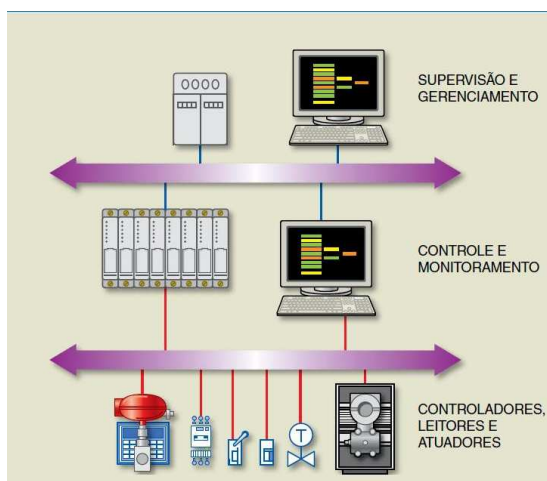 SUPERVISÃO E
GERENCIAMENTO
CONTROLE E
MONITORAMENTO
T
CONTROLADORES,
LEITORES E
ATUADORES